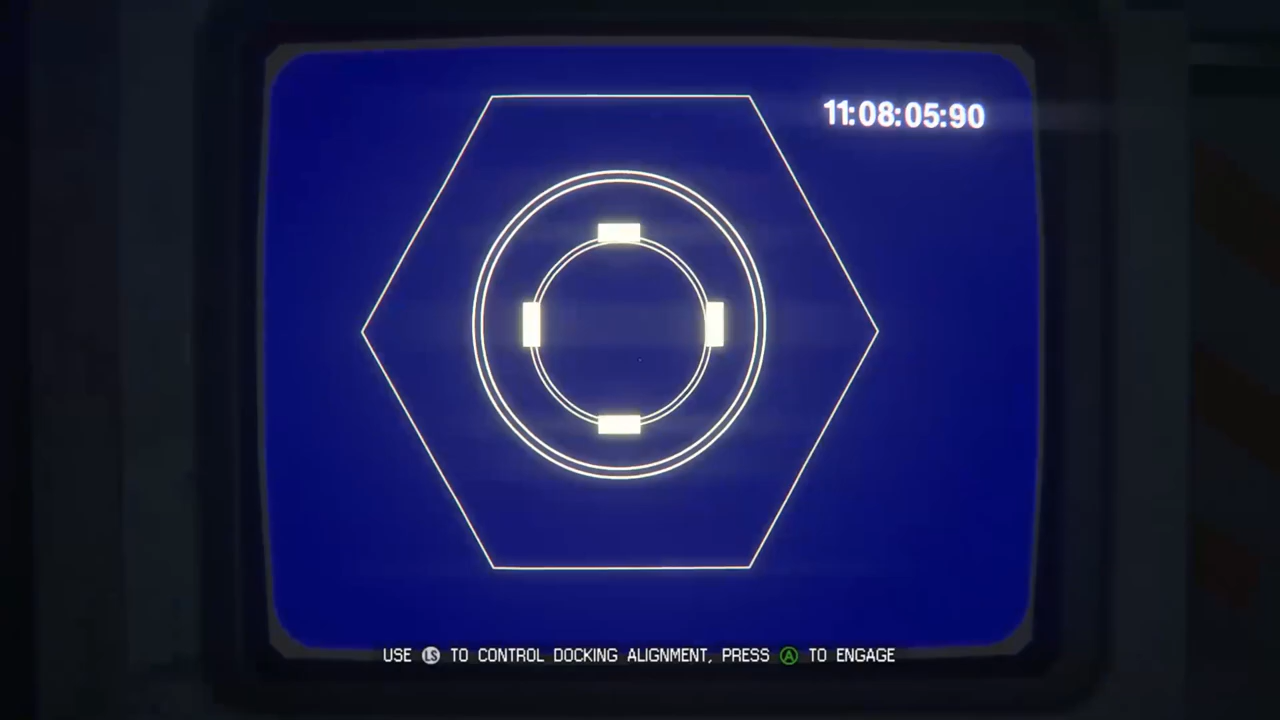 11:08:05:90
USE LS TO CONTROL DOCKING ALIGNMENT, PRESS A TO ENGAGE